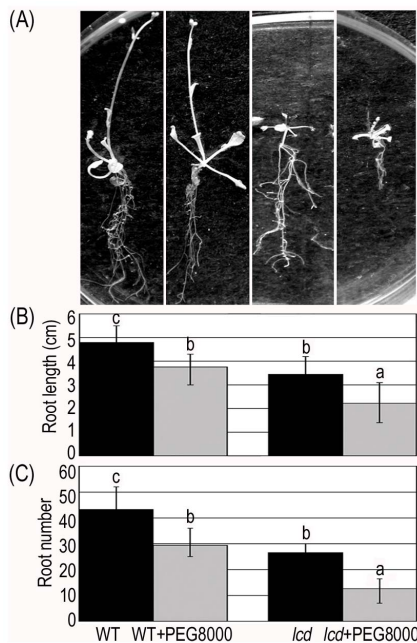 (A)
(B)
Root length (cm)
6
5
4
3
2
1
0
c
b
b
a
(C)
Root number
60
50
40
30
20
10
0
c
b
b
a
WT WT+PEG8000 lcd lcd+PEG8000